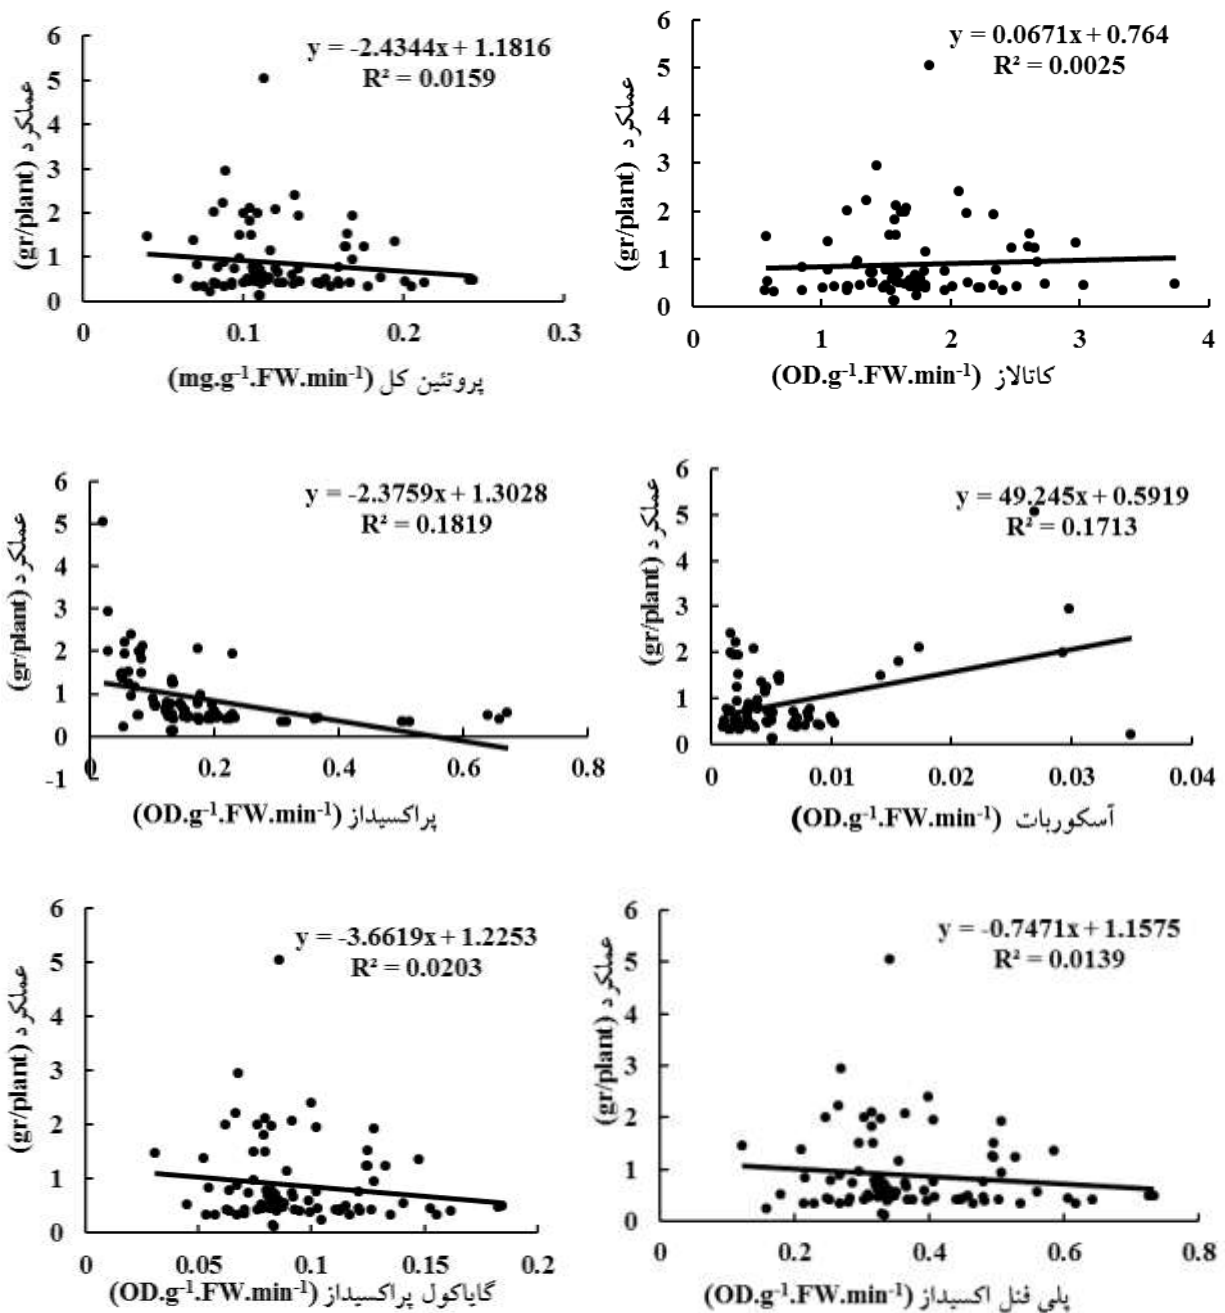 y = -2.4344x + 1.1816
R² = 0.0159
عملکرد (gr/plant)
6
5
4
3
2
1
0
0 0.1 0.2 0.3
پروتئین کل (mg.g⁻¹.FW.min⁻¹)
y = 0.0671x + 0.764
R² = 0.0025
عملکرد (gr/plant)
6
5
4
3
2
1
0
0 1 2 3 4
کاتالاز (OD.g⁻¹.FW.min⁻¹)
y = -2.3759x + 1.3028
R² = 0.1819
عملکرد (gr/plant)
6
5
4
3
2
1
0
-1
0 0.2 0.4 0.6 0.8
پراکسیداز (OD.g⁻¹.FW.min⁻¹)
y = 49.245x + 0.5919
R² = 0.1713
عملکرد (gr/plant)
6
5
4
3
2
1
0
0 0.01 0.02 0.03 0.04
آسکوربات (OD.g⁻¹.FW.min⁻¹)
y = -3.6619x + 1.2253
R² = 0.0203
عملکرد (gr/plant)
6
5
4
3
2
1
0
0 0.05 0.1 0.15 0.2
گایاکول پراکسیداز (OD.g⁻¹.FW.min⁻¹)
y = -0.7471x + 1.1575
R² = 0.0139
عملکرد (gr/plant)
6
5
4
3
2
1
0
0 0.2 0.4 0.6 0.8
پلی فنل اکسیداز (OD.g⁻¹.FW.min⁻¹)